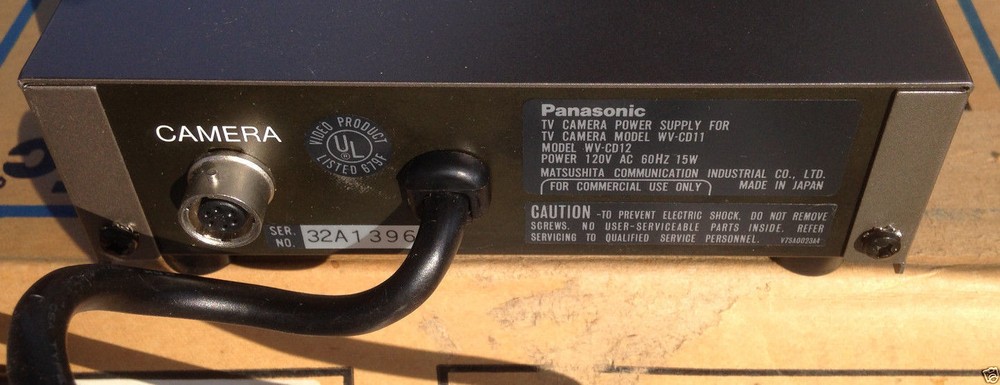 CAMERA
VIDEO PRODUCT
UL
LISTED 679F
SER. NO. 32A1396
Panasonic
TV CAMERA POWER SUPPLY FOR
TV CAMERA MODEL WV-CD11
MODEL WV-CD12
POWER 120V AC 60Hz 15W
MATSUSHITA COMMUNICATION INDUSTRIAL CO., LTD.
FOR COMMERCIAL USE ONLY MADE IN JAPAN
CAUTION -TO PREVENT ELECTRIC SHOCK, DO NOT REMOVE
SCREWS. NO USER-SERVICEABLE PARTS INSIDE. REFER
SERVICING TO QUALIFIED SERVICE PERSONNEL.